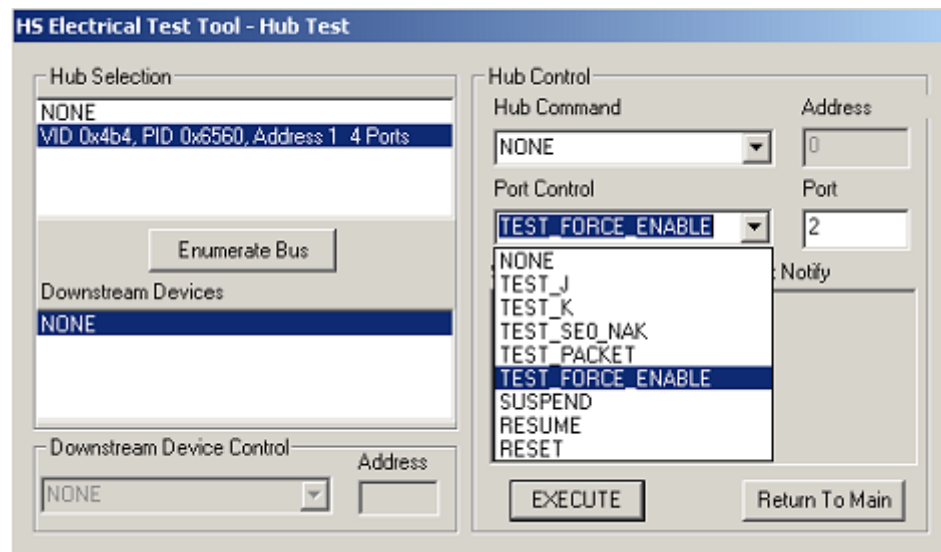 HS Electrical Test Tool - Hub Test
Hub Selection
NONE
VID 0x4b4, PID 0x6560, Address 1 4 Ports
Enumerate Bus
Downstream Devices
NONE
Downstream Device Control
Address
NONE
Hub Control
Hub Command
Address
NONE
0
Port Control
Port
TEST_FORCE_ENABLE
2
Notify
NONE
TEST_J
TEST_K
TEST_SE0_NAK
TEST_PACKET
TEST_FORCE_ENABLE
SUSPEND
RESUME
RESET
EXECUTE
Return To Main